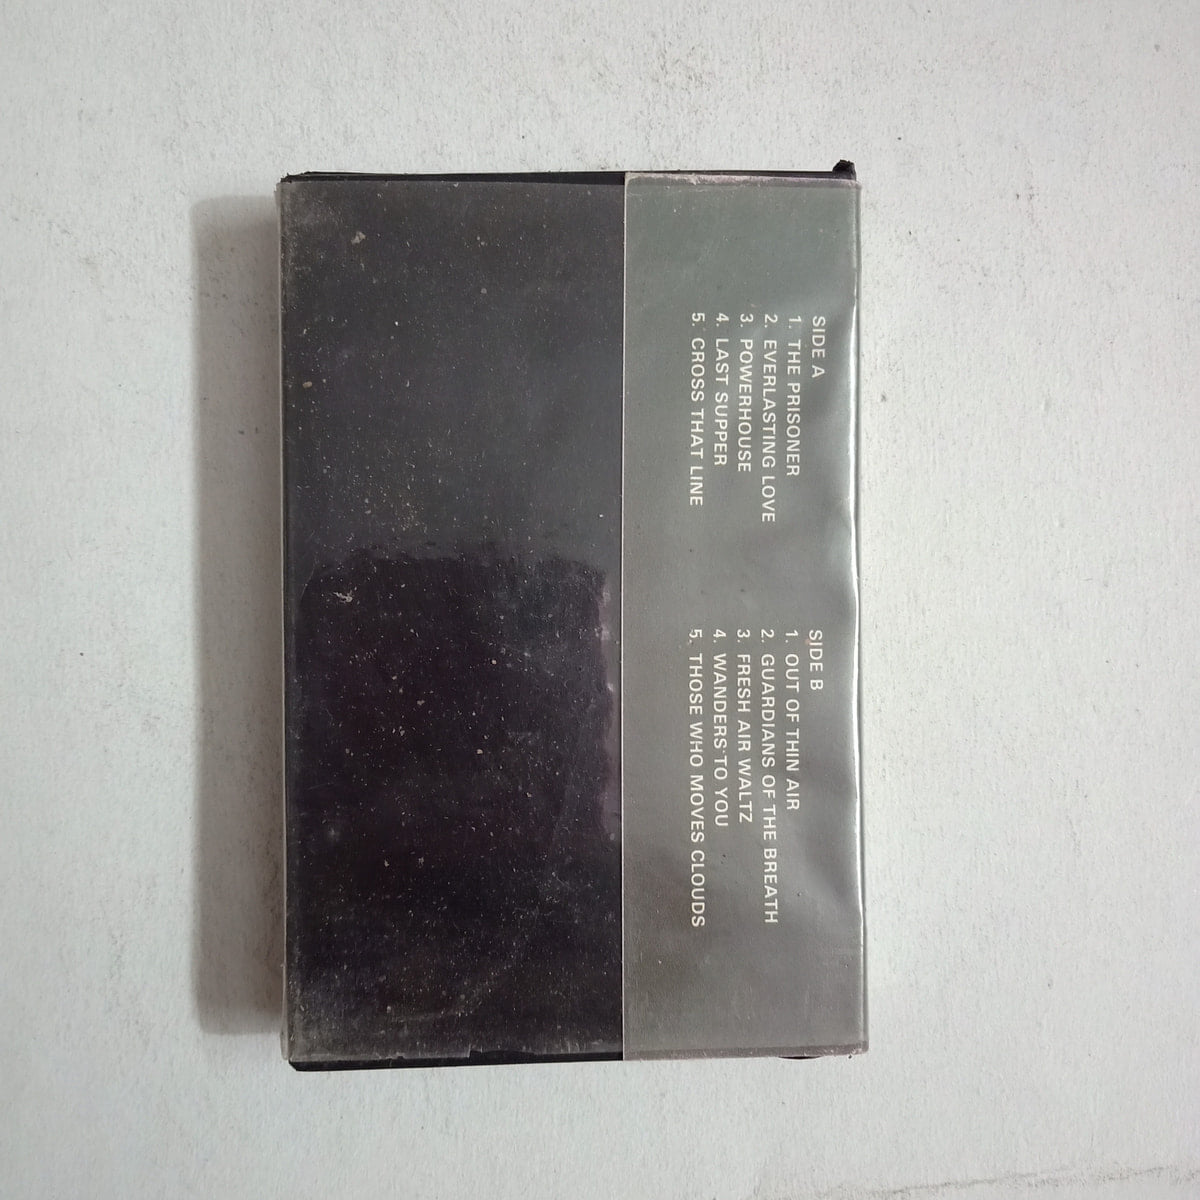 SIDE A
1. THE PRISONER
2. EVERLASTING LOVE
3. POWERHOUSE
4. LAST SUPPER
5. CROSS THAT LINE
SIDE B
1. OUT OF THIN AIR
2. GUARDIANS OF THE BREATH
3. FRESH AIR WALTZ
4. WANDERS TO YOU
5. THOSE WHO MOVES CLOUDS